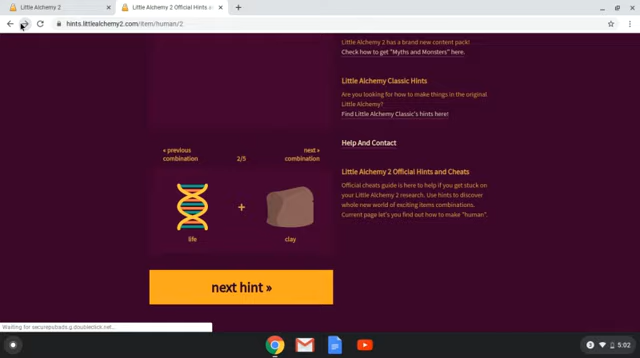 Little Alchemy 2
Little Alchemy 2 Official Hints a
hints.littlealchemy2.com/item/human/2
Little Alchemy 2 has a brand new content pack!
Check how to get "Myths and Monsters" here.
Little Alchemy Classic Hints
Are you looking for how to make things in the original
Little Alchemy?
Find Little Alchemy Classic's hints here!
« previous
combination
2/5
next »
combination
Help And Contact
Little Alchemy 2 Official Hints and Cheats
Official cheats guide is here to help if you get stuck on
your Little Alchemy 2 research. Use hints to discover
whole new world of exciting items combinations.
Current page let's you find out how to make "human".
+
life
clay
next hint »
Waiting for securepubads.g.doubleclick.net...
5:02